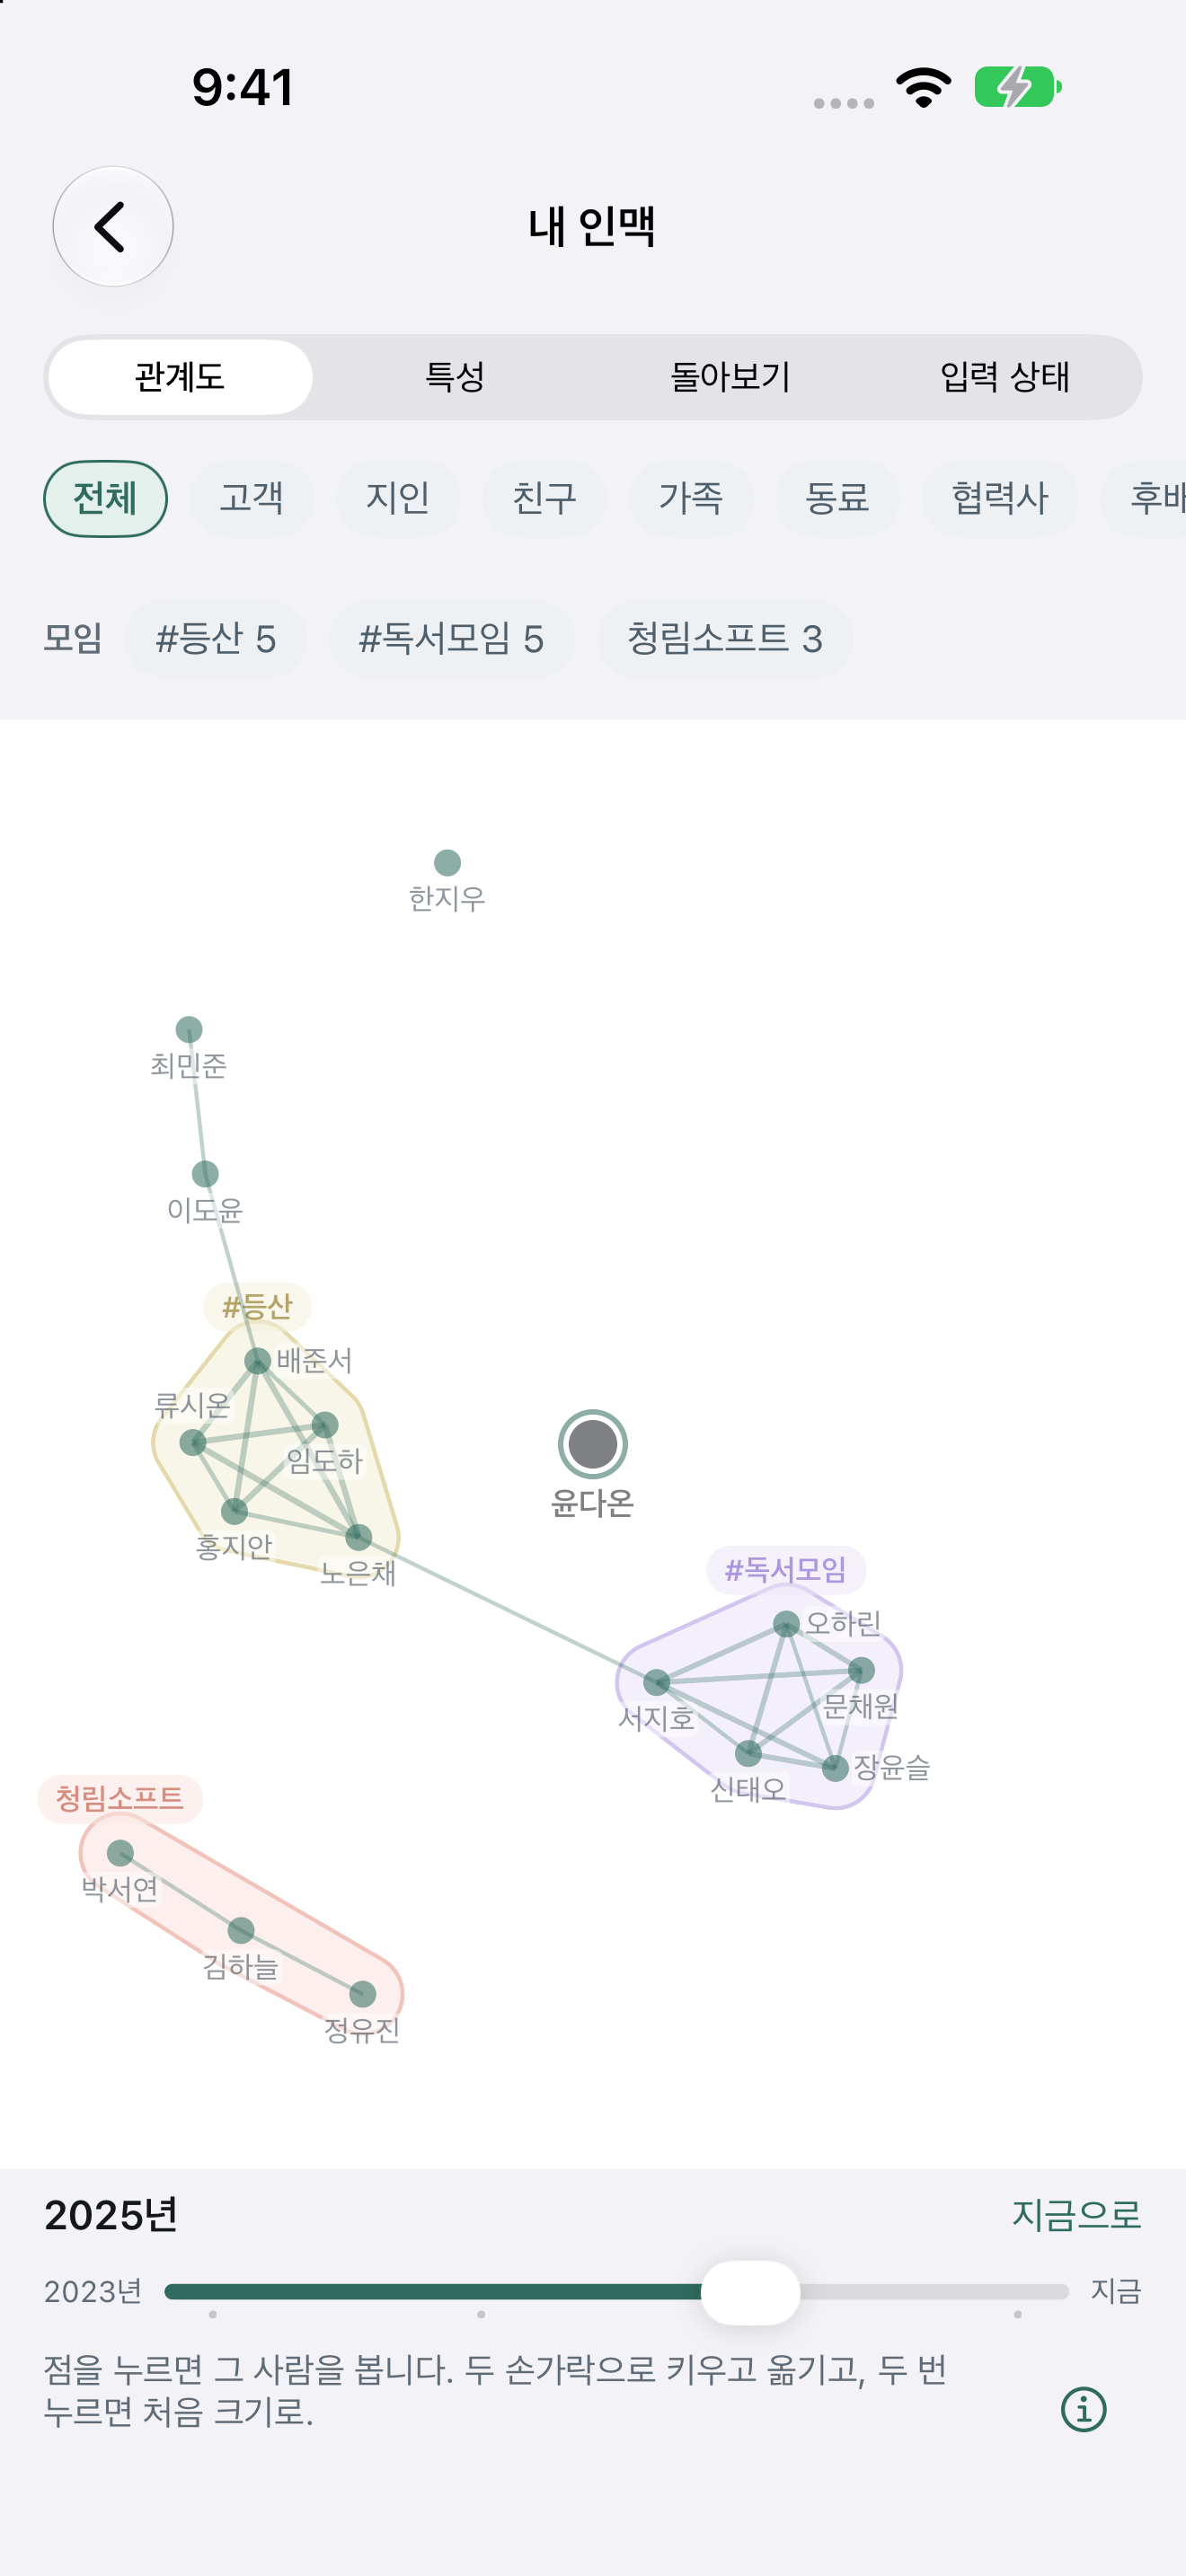 9:41
내 인맥
관계도 특성 돌아보기 입력 상태
전체 고객 지인 친구 가족 동료 협력사 후배
모임 #등산 5 #독서모임 5 청림소프트 3
한지우
최민준
이도윤
#등산
배준서
류시온
임도하
윤다온
홍지안
노은채
#독서모임
오하린
문채원
서지호
장윤슬
신태오
청림소프트
박서연
김하늘
정유진
2025년 지금으로
2023년 지금
점을 누르면 그 사람을 봅니다. 두 손가락으로 키우고 옮기고, 두 번
누르면 처음 크기로.